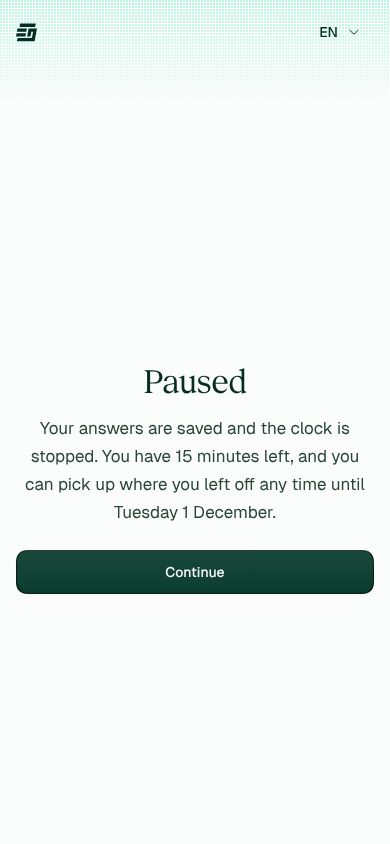 EN
Paused
Your answers are saved and the clock is
stopped. You have 15 minutes left, and you
can pick up where you left off any time until
Tuesday 1 December.
Continue